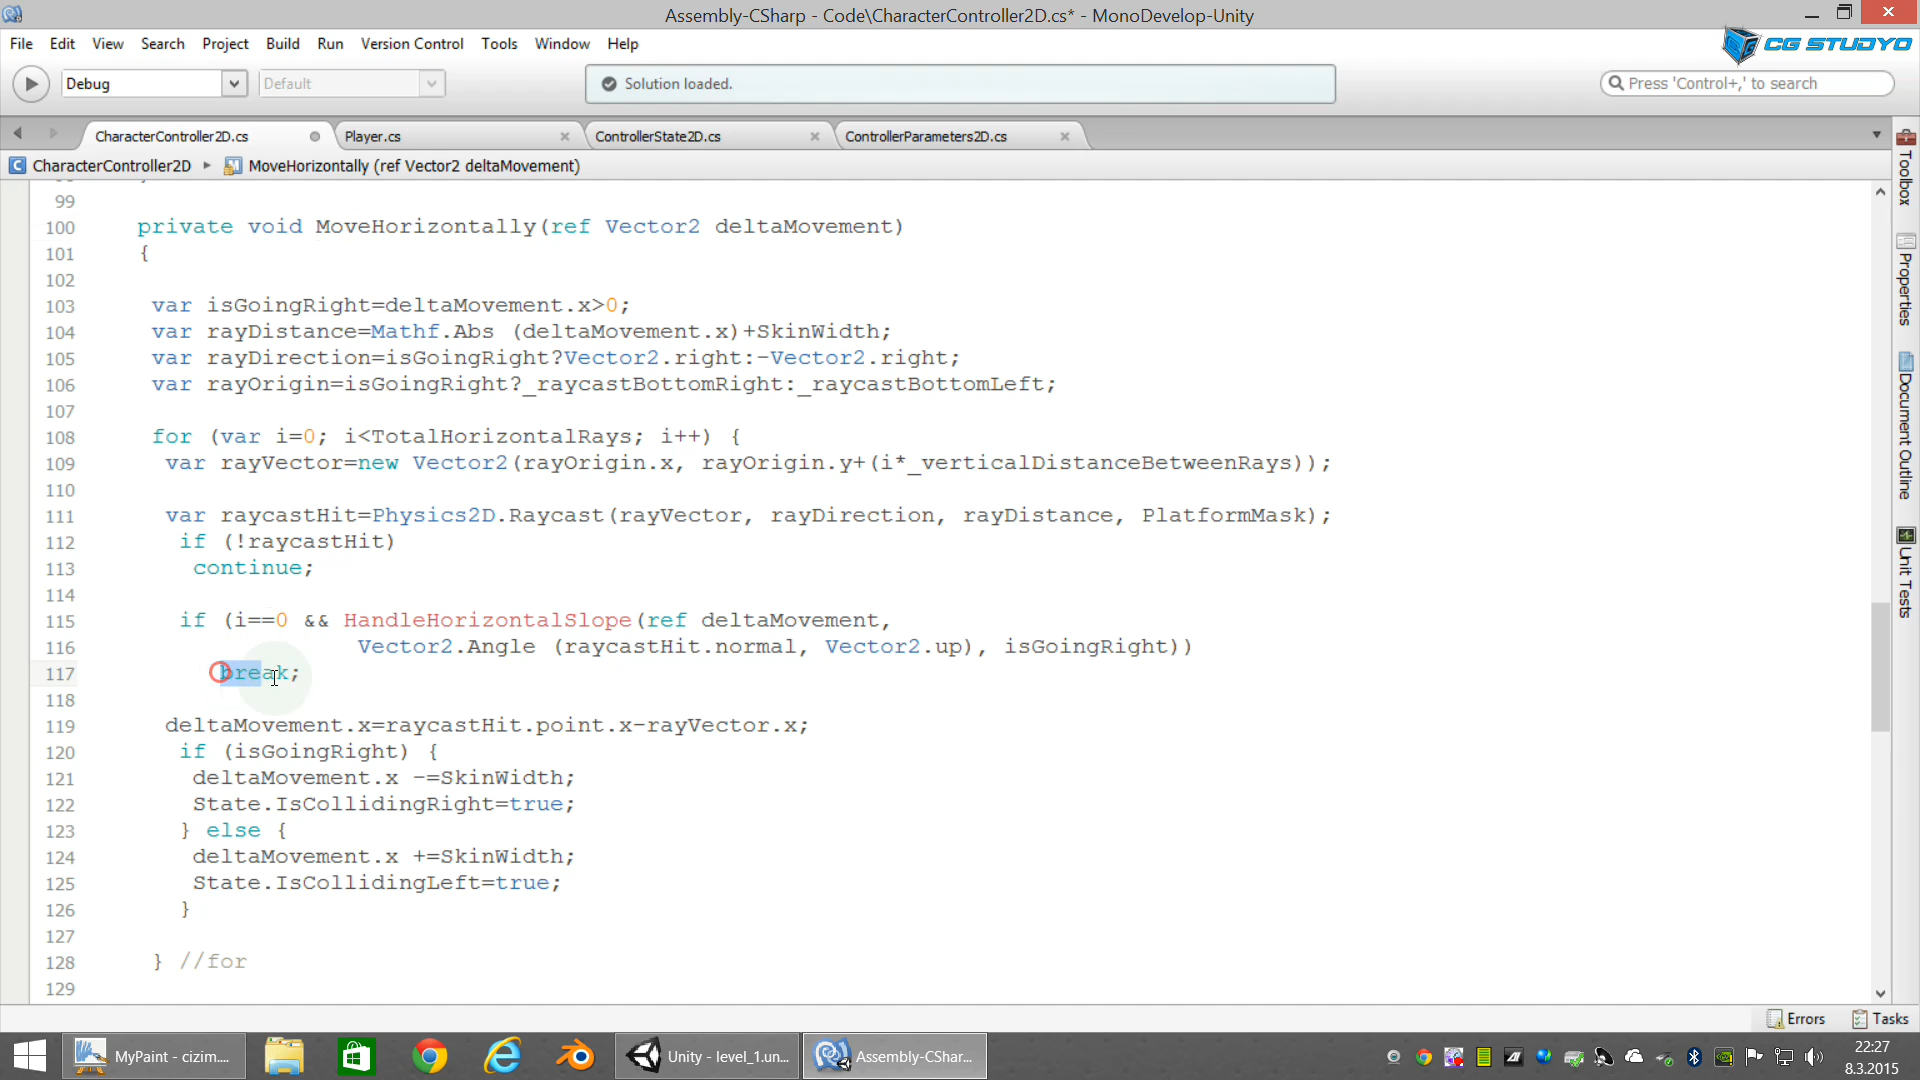 Assembly-CSharp - Code\CharacterController2D.cs* - MonoDevelop-Unity
File Edit View Search Project Build Run Version Control Tools Window Help
CG STUDYO
Debug
Default
Solution loaded.
Press 'Control+,' to search
CharacterController2D.cs
Player.cs
ControllerState2D.cs
ControllerParameters2D.cs
CharacterController2D
MoveHorizontally (ref Vector2 deltaMovement)
99
100 private void MoveHorizontally(ref Vector2 deltaMovement)
101 {
102
103 var isGoingRight=deltaMovement.x>0;
104 var rayDistance=Mathf.Abs (deltaMovement.x)+SkinWidth;
105 var rayDirection=isGoingRight?Vector2.right:-Vector2.right;
106 var rayOrigin=isGoingRight?_raycastBottomRight:_raycastBottomLeft;
107
108 for (var i=0; i<TotalHorizontalRays; i++) {
109 var rayVector=new Vector2(rayOrigin.x, rayOrigin.y+(i*_verticalDistanceBetweenRays));
110
111 var raycastHit=Physics2D.Raycast(rayVector, rayDirection, rayDistance, PlatformMask);
112 if (!raycastHit)
113 continue;
114
115 if (i==0 && HandleHorizontalSlope(ref deltaMovement,
116 Vector2.Angle (raycastHit.normal, Vector2.up), isGoingRight))
117 break;
118
119 deltaMovement.x=raycastHit.point.x-rayVector.x;
120 if (isGoingRight) {
121 deltaMovement.x -=SkinWidth;
122 State.IsCollidingRight=true;
123 } else {
124 deltaMovement.x +=SkinWidth;
125 State.IsCollidingLeft=true;
126 }
127
128 } //for
129
Toolbox
Properties
Document Outline
Unit Tests
Errors
Tasks
MyPaint - cizim....
Unity - level_1.un...
Assembly-CShar...
22:27
8.3.2015